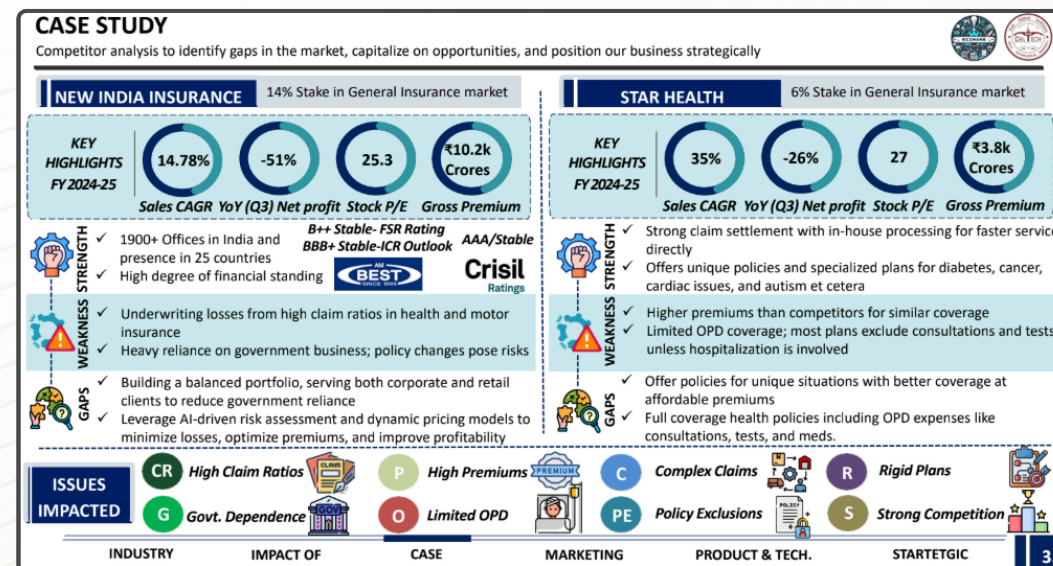 CASE STUDY
Competitor analysis to identify gaps in the market, capitalize on opportunities, and position our business strategically
NEW INDIA INSURANCE
14% Stake in General Insurance market
KEY
HIGHLIGHTS
FY 2024-25
14.78%
-51%
25.3
₹10.2k
Crores
Sales CAGR
YoY (Q3) Net profit
Stock P/E
Gross Premium
STRENGTH
✓ 1900+ Offices in India and
presence in 25 countries
✓ High degree of financial standing
B++ Stable- FSR Rating
BBB+ Stable-ICR Outlook
AM
BEST
SINCE 1899
AAA/Stable
Crisil
Ratings
WEAKNESS
✓ Underwriting losses from high claim ratios in health and motor
insurance
✓ Heavy reliance on government business; policy changes pose risks
GAPS
✓ Building a balanced portfolio, serving both corporate and retail
clients to reduce government reliance
✓ Leverage AI-driven risk assessment and dynamic pricing models to
minimize losses, optimize premiums, and improve profitability
STAR HEALTH
6% Stake in General Insurance market
KEY
HIGHLIGHTS
FY 2024-25
35%
-26%
27
₹3.8k
Crores
Sales CAGR
YoY (Q3) Net profit
Stock P/E
Gross Premium
STRENGTH
✓ Strong claim settlement with in-house processing for faster service
directly
✓ Offers unique policies and specialized plans for diabetes, cancer,
cardiac issues, and autism et cetera
WEAKNESS
✓ Higher premiums than competitors for similar coverage
✓ Limited OPD coverage; most plans exclude consultations and tests
unless hospitalization is involved
GAPS
✓ Offer policies for unique situations with better coverage at
affordable premiums
✓ Full coverage health policies including OPD expenses like
consultations, tests, and meds.
ISSUES
IMPACTED
CR
High Claim Ratios
CLAIM
P
High Premiums
PREMIUM
C
Complex Claims
R
Rigid Plans
G
Govt. Dependence
GOV
O
Limited OPD
PE
Policy Exclusions
POLICY
S
Strong Competition
INDUSTRY
IMPACT OF
CASE
MARKETING
PRODUCT & TECH.
STARTETGIC
3